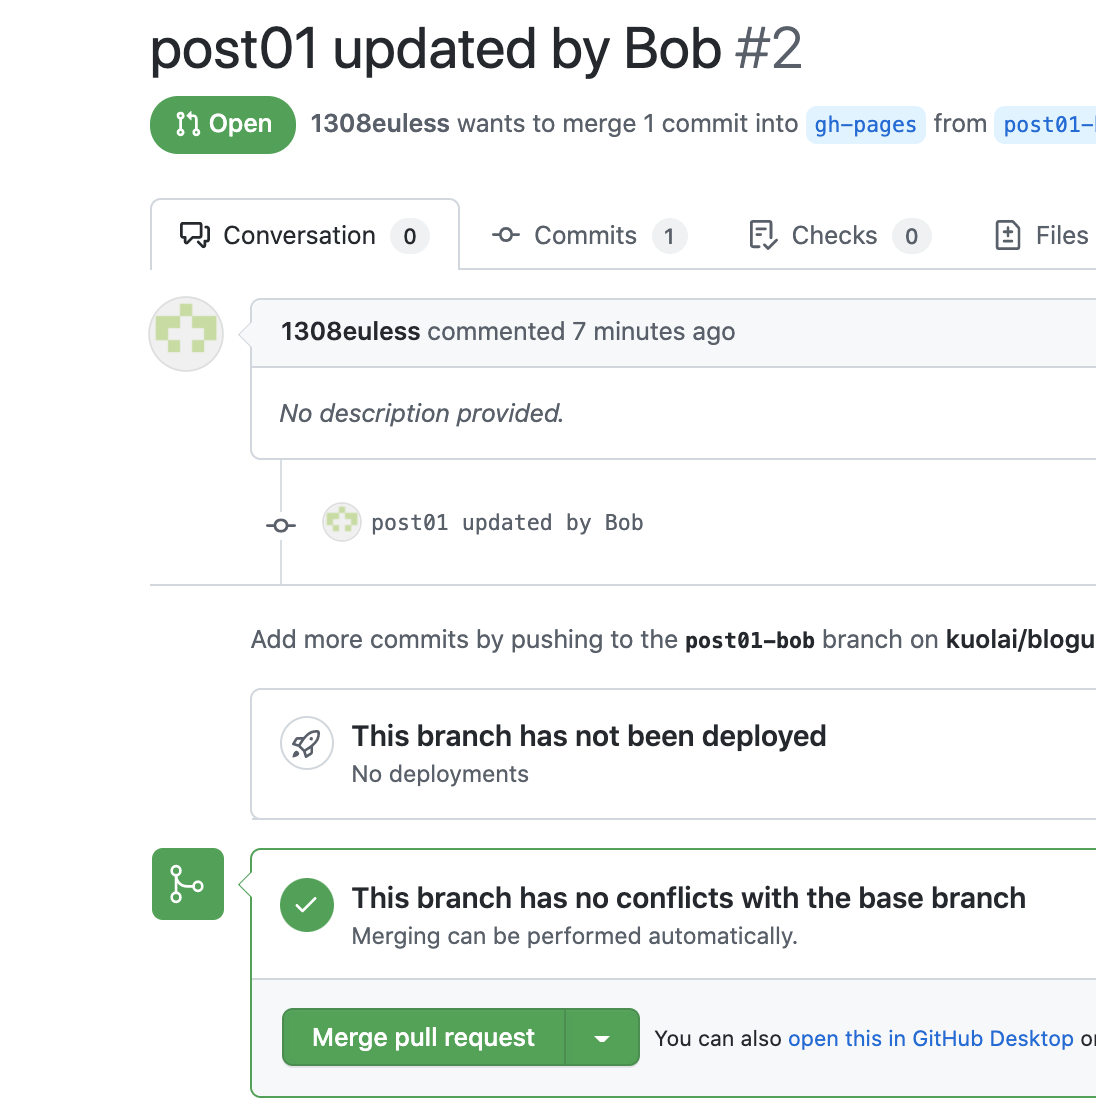 post01 updated by Bob #2
Open 1308euless wants to merge 1 commit into gh-pages from post01-
Conversation 0 Commits 1 Checks 0 Files
1308euless commented 7 minutes ago
No description provided.
post01 updated by Bob
Add more commits by pushing to the post01-bob branch on kuolai/blogu
This branch has not been deployed
No deployments
This branch has no conflicts with the base branch
Merging can be performed automatically.
Merge pull request You can also open this in GitHub Desktop or